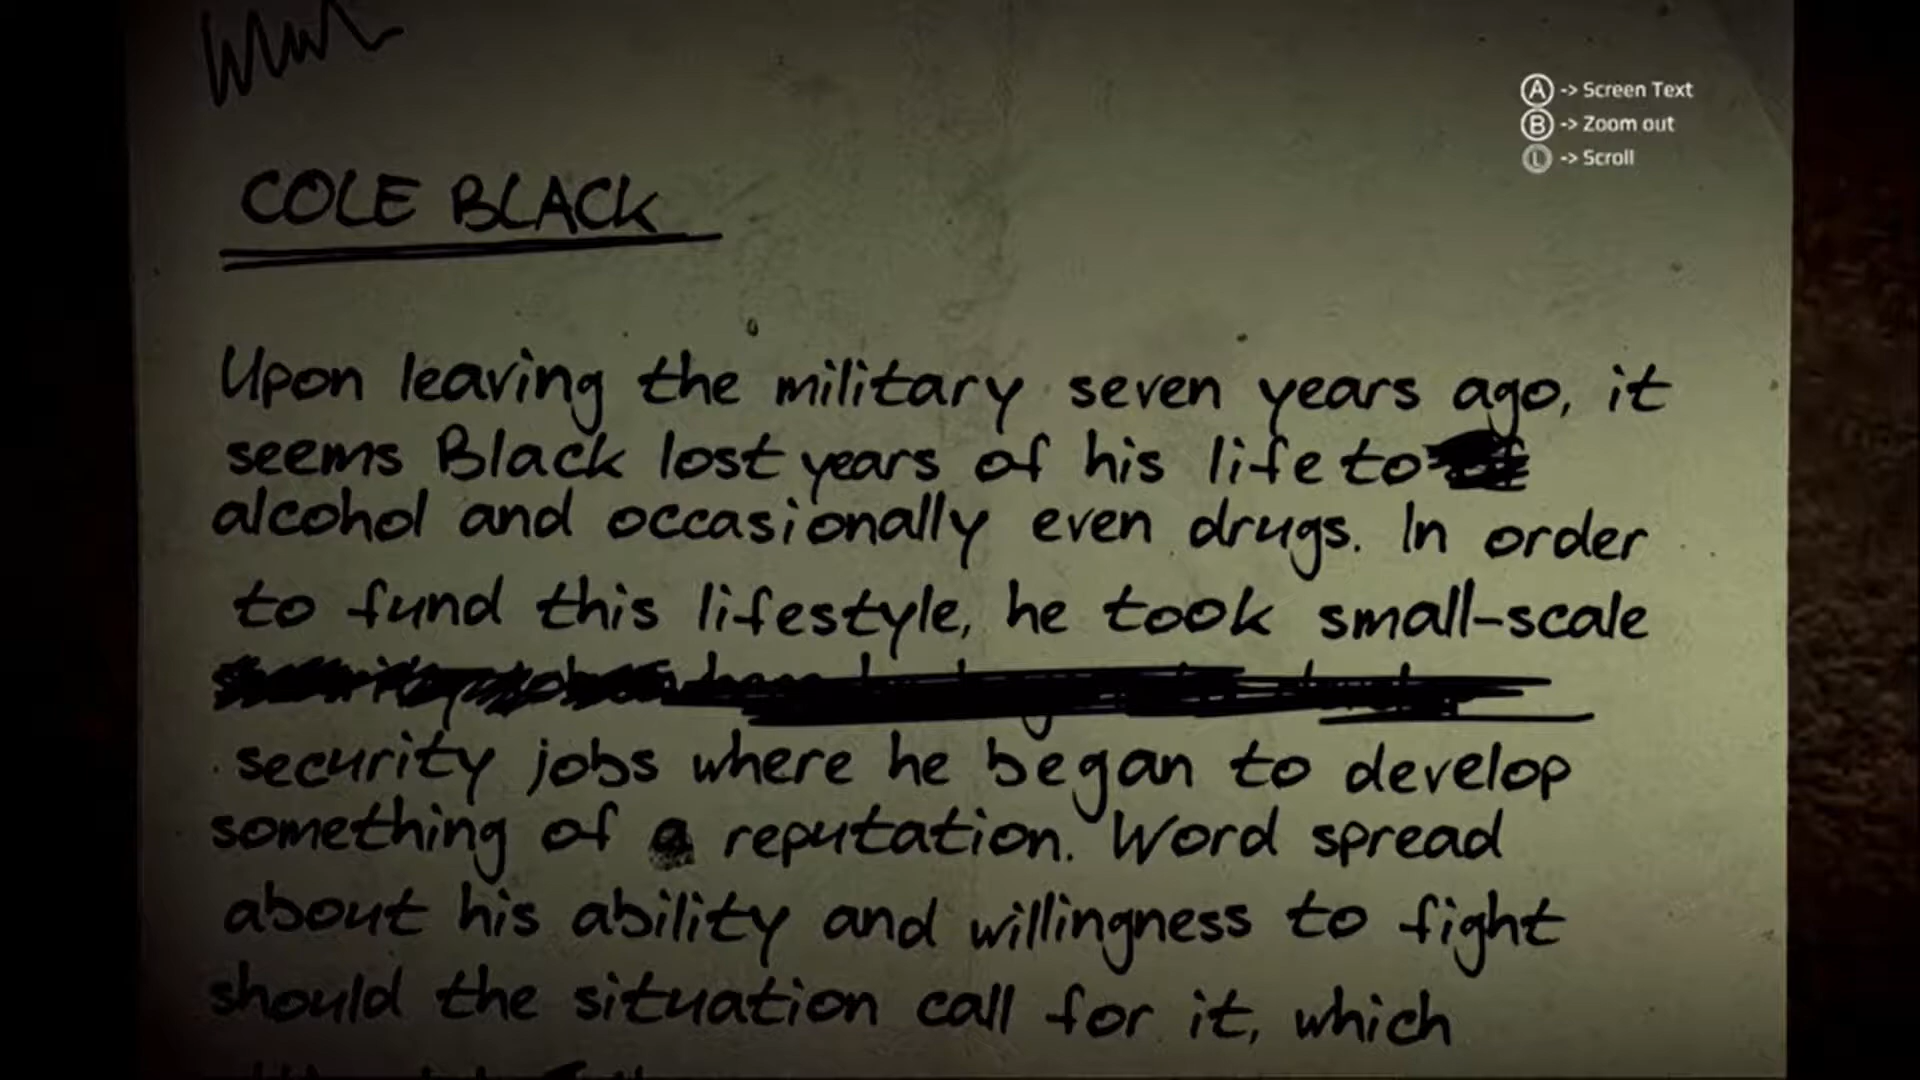 A -> Screen Text
B -> Zoom out
L -> Scroll
COLE BLACK
Upon leaving the military seven years ago, it
seems Black lost years of his life to
alcohol and occasionally even drugs. In order
to fund this lifestyle, he took small-scale
security jobs where he began to develop
something of a reputation. Word spread
about his ability and willingness to fight
should the situation call for it, which